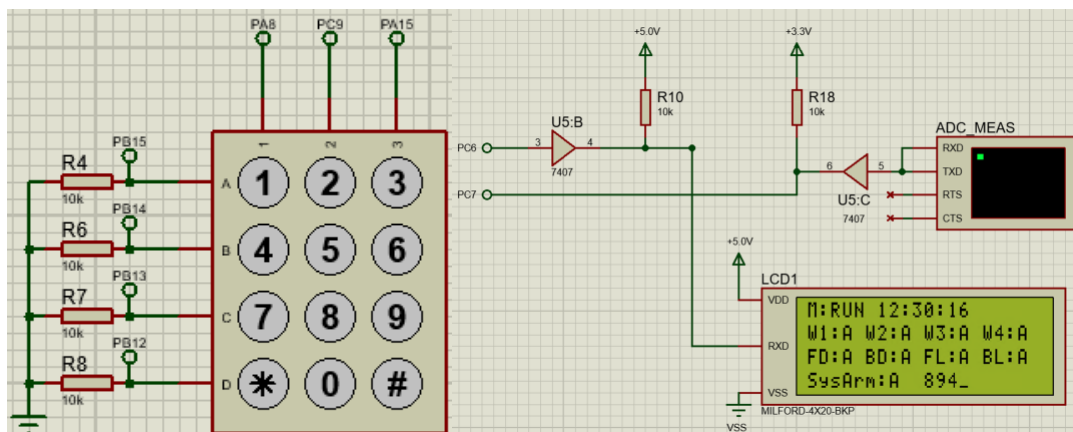 PA8 PC9 PA15
1 2 3
PB15
R4
10k
A 1 2 3
PB14
R6
10k
B 4 5 6
PB13
R7
10k
C 7 8 9
PB12
R8
10k
D * 0 #
+5.0V
R10
10k
+3.3V
R18
10k
PC6
U5:B
3 4
7407
PC7
6 5
U5:C
7407
ADC_MEAS
RXD
TXD
RTS
CTS
+5.0V
LCD1
VDD
RXD
VSS
M:RUN 12:30:16
W1:A W2:A W3:A W4:A
FD:A BD:A FL:A BL:A
SysArm:A 894_
MILFORD-4X20-BKP
VSS